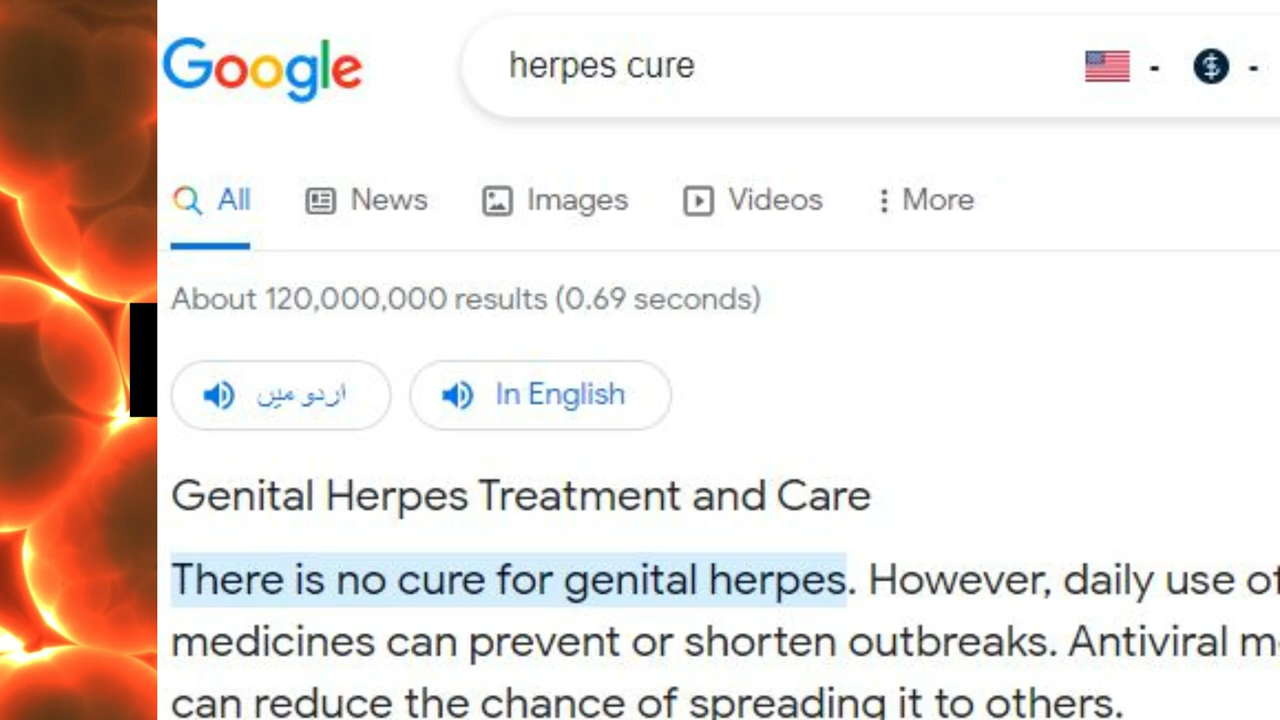 Google
herpes cure
All News Images Videos More
About 120,000,000 results (0.69 seconds)
اردو میں In English
Genital Herpes Treatment and Care
There is no cure for genital herpes. However, daily use of
medicines can prevent or shorten outbreaks. Antiviral
can reduce the chance of spreading it to others.